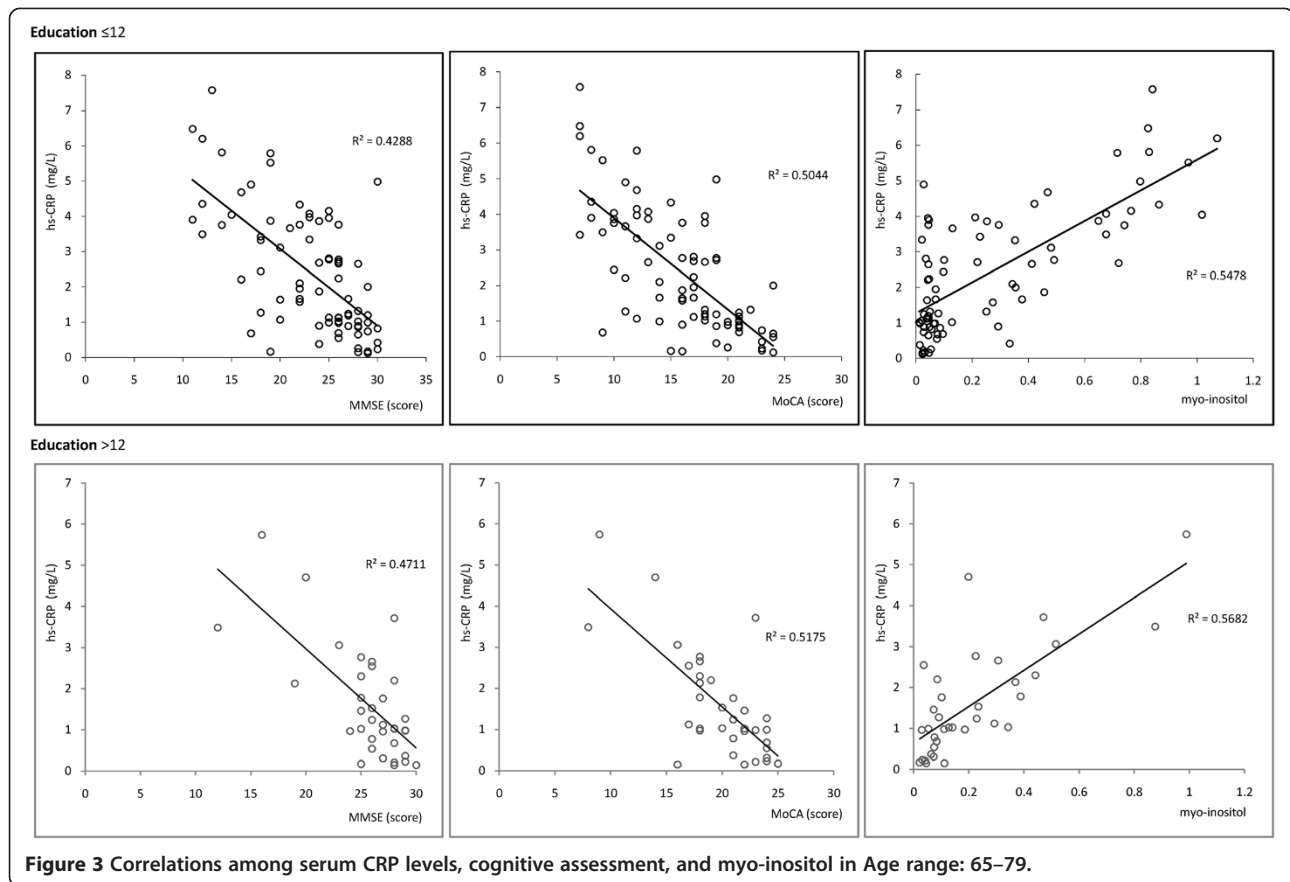 Education ≤12
8
7
6
5
4
3
2
1
0
hs-CRP (mg/L)
R² = 0.4288
0 5 10 15 20 25 30 35
MMSE (score)
8
7
6
5
4
3
2
1
0
hs-CRP (mg/L)
R² = 0.5044
0 5 10 15 20 25 30
MoCA (score)
8
7
6
5
4
3
2
1
0
hs-CRP (mg/L)
R² = 0.5478
0 0.2 0.4 0.6 0.8 1 1.2
myo-inositol
Education >12
7
6
5
4
3
2
1
0
hs-CRP (mg/L)
R² = 0.4711
0 5 10 15 20 25 30
MMSE (score)
7
6
5
4
3
2
1
0
hs-CRP (mg/L)
R² = 0.5175
0 5 10 15 20 25 30
MoCA (score)
7
6
5
4
3
2
1
0
hs-CRP (mg/L)
R² = 0.5682
0 0.2 0.4 0.6 0.8 1 1.2
myo-inositol
Figure 3 Correlations among serum CRP levels, cognitive assessment, and myo-inositol in Age range: 65–79.